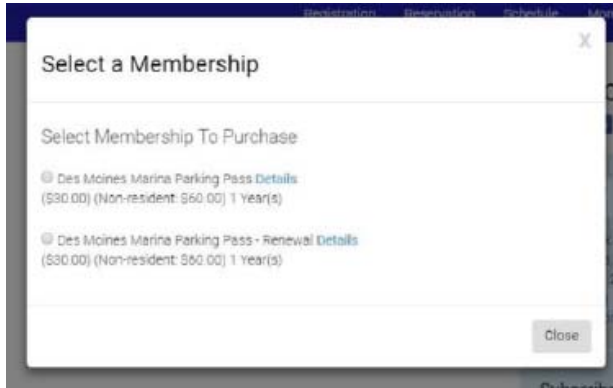 Registration Reservation Schedule
X
Select a Membership
Select Membership To Purchase
Des Moines Marina Parking Pass Details
($30.00) (Non-resident: $60.00) 1 Year(s)
Des Moines Marina Parking Pass - Renewal Details
($30.00) (Non-resident: $60.00) 1 Year(s)
Close